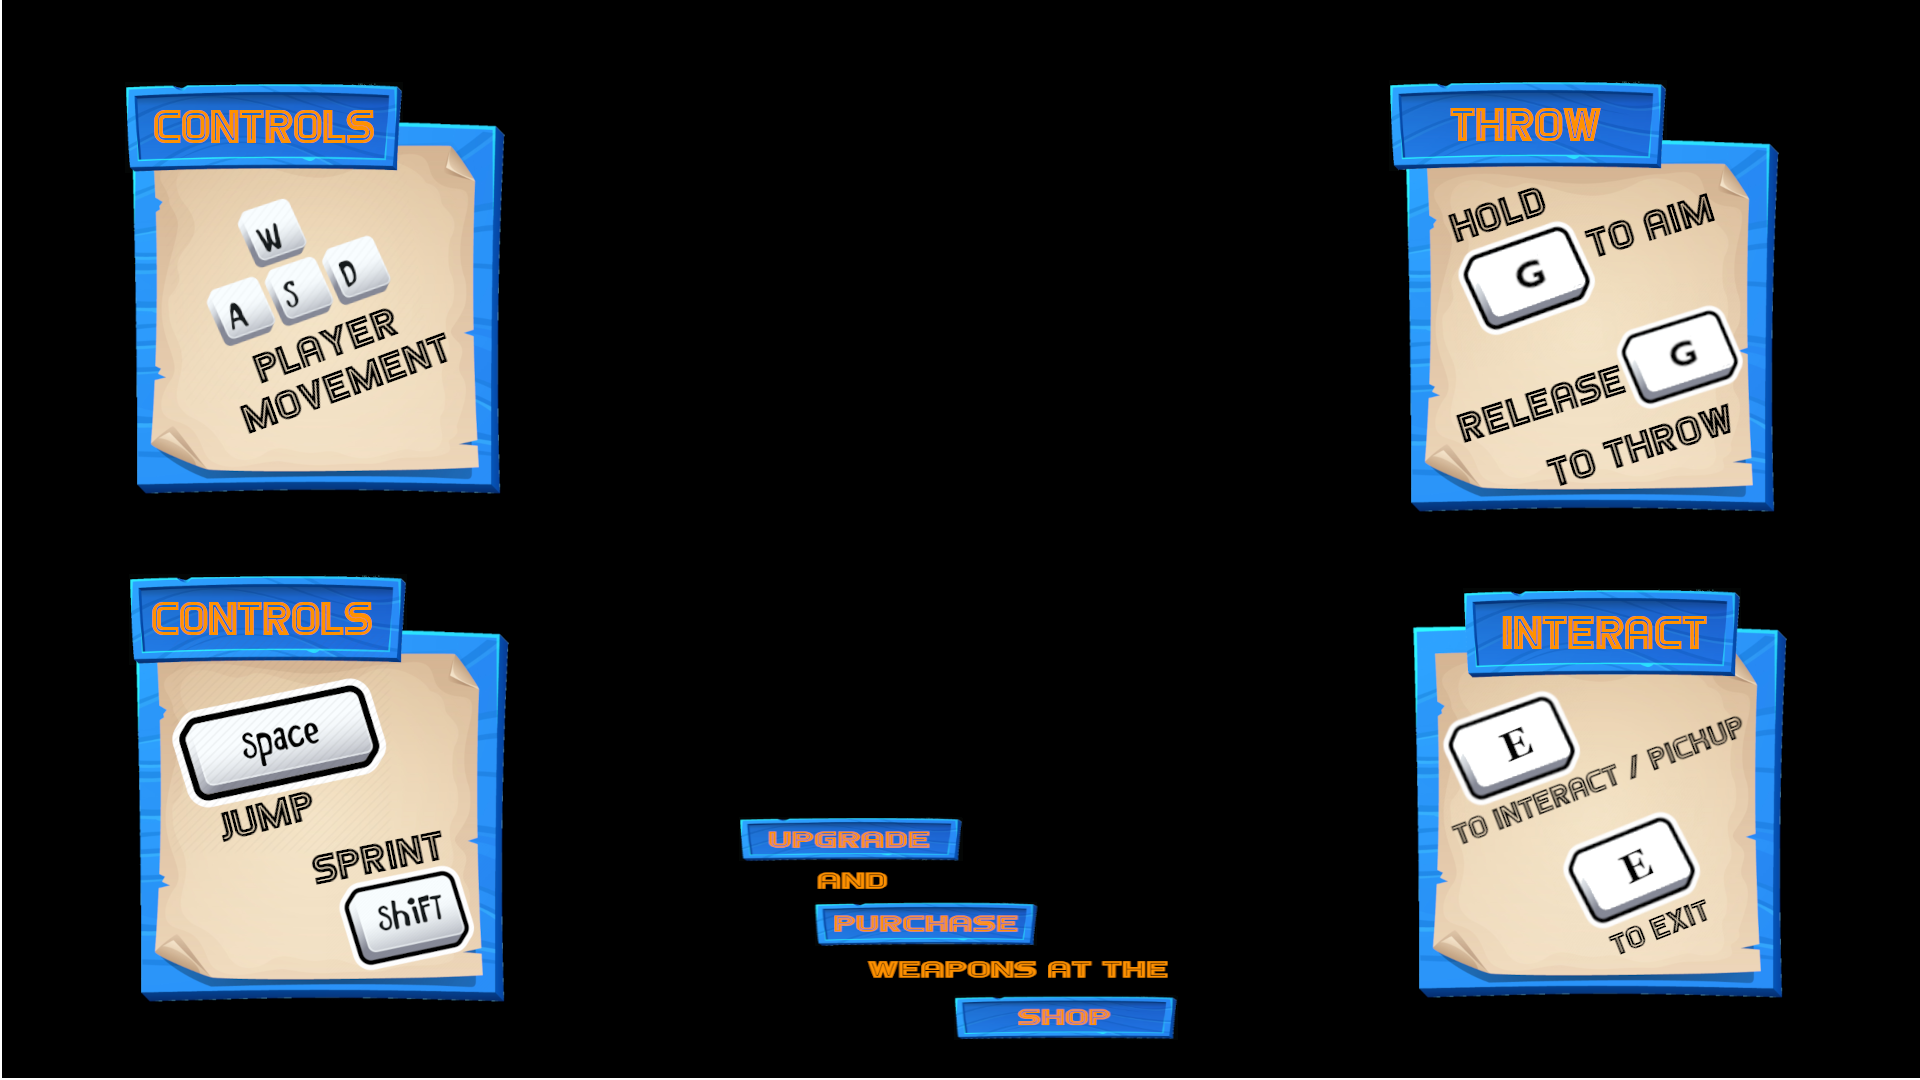 CONTROLS
W
A S D
PLAYER
MOVEMENT
THROW
HOLD
G TO AIM
RELEASE G
TO THROW
CONTROLS
Space
JUMP
SPRINT
ShiFT
UPGRADE
AND
PURCHASE
WEAPONS AT THE
SHOP
INTERACT
E
TO INTERACT / PICKUP
E
TO EXIT